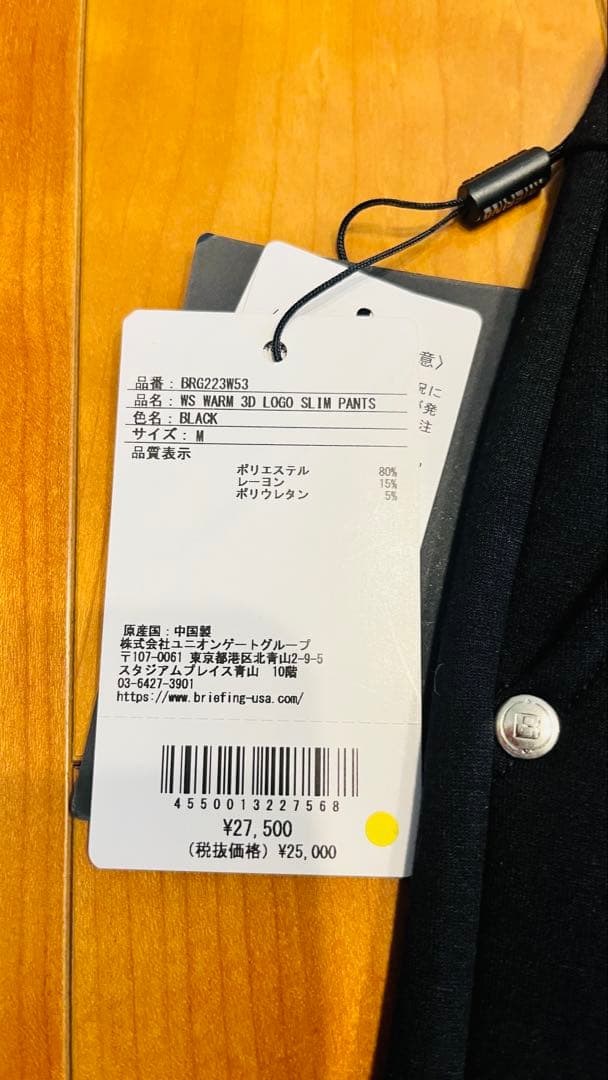 品番：BRG223W53
品名：WS WARM 3D LOGO SLIM PANTS
色名：BLACK
サイズ：M
品質表示
ポリエステル 80%
レーヨン 15%
ポリウレタン 5%
原産国：中国製
株式会社ユニオンゲートグループ
〒107-0061 東京都港区北青山2-9-5
スタジアムプレイス青山 10階
03-6427-3901
https://www.briefing-usa.com/
4550013227568
¥27,500
(税抜価格) ¥25,000
意〉
況に
発
注